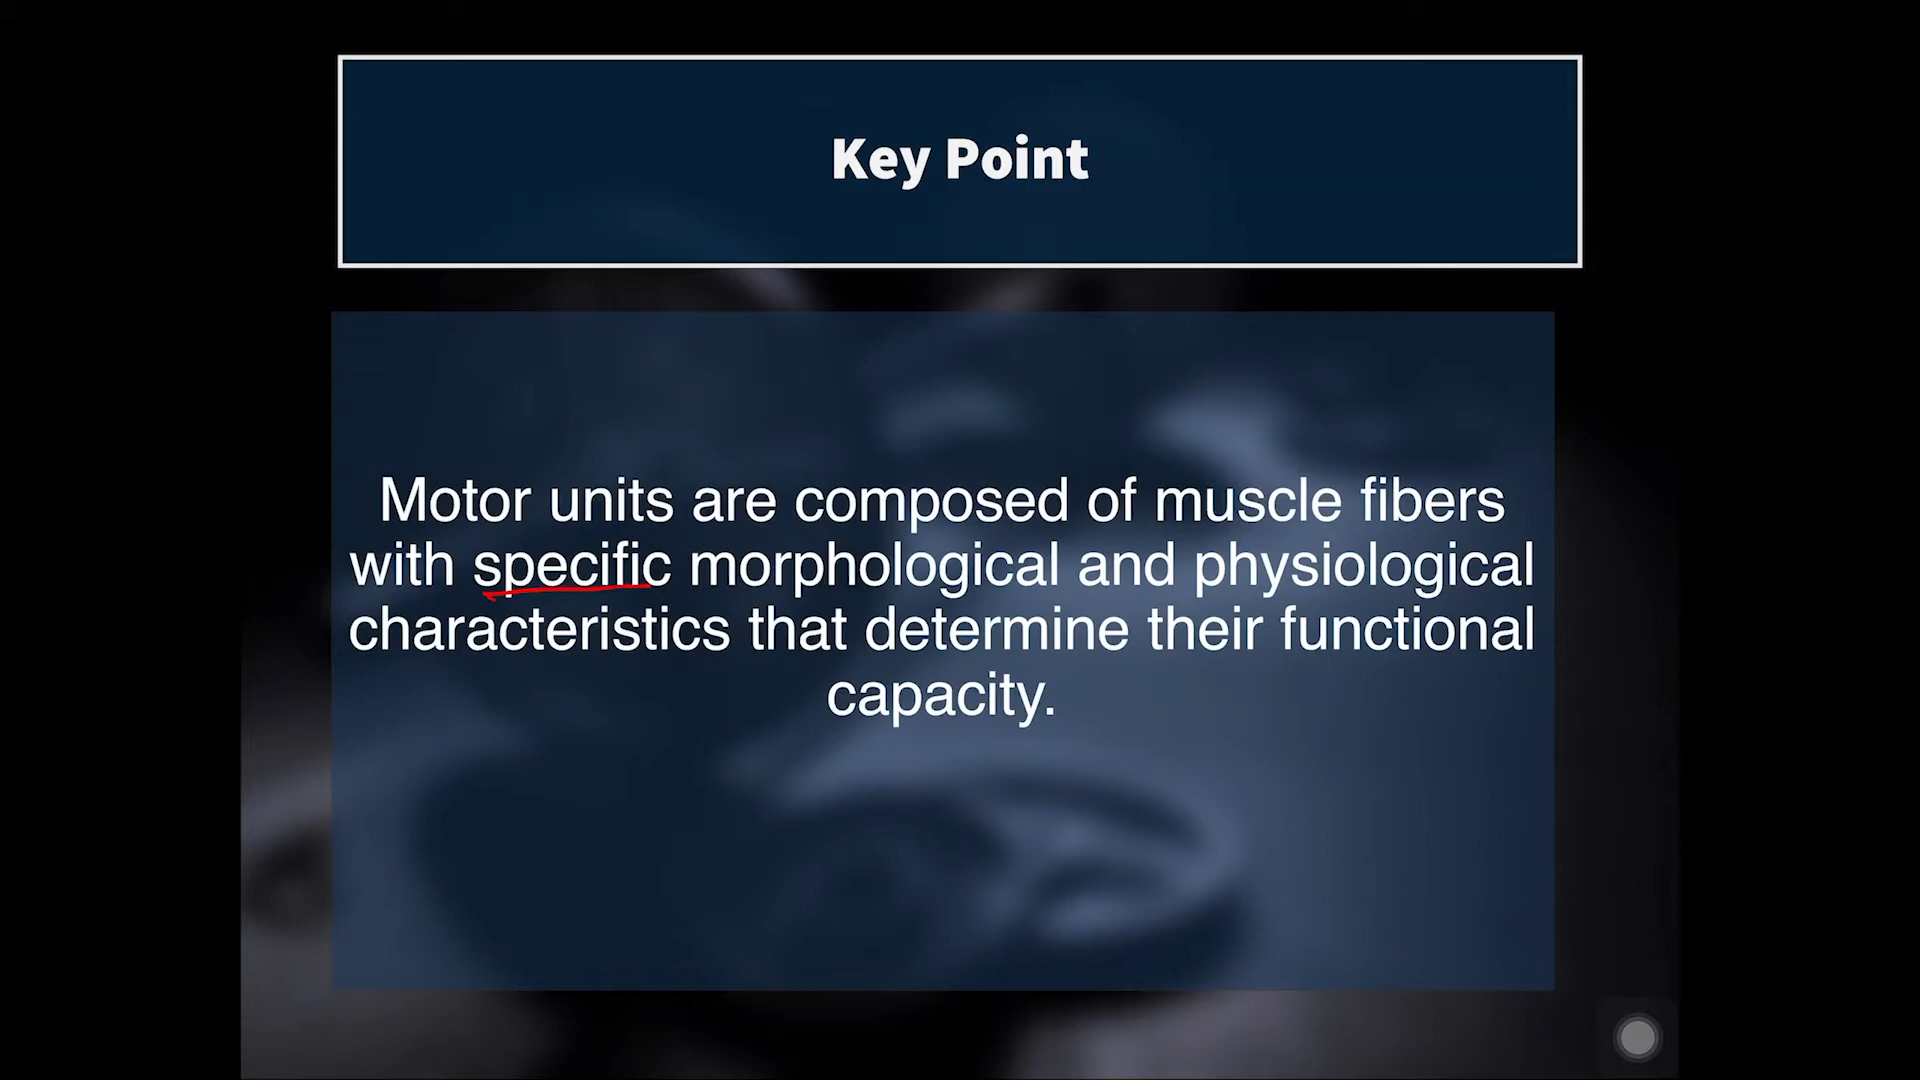 Key Point
Motor units are composed of muscle fibers
with specific morphological and physiological
characteristics that determine their functional
capacity.